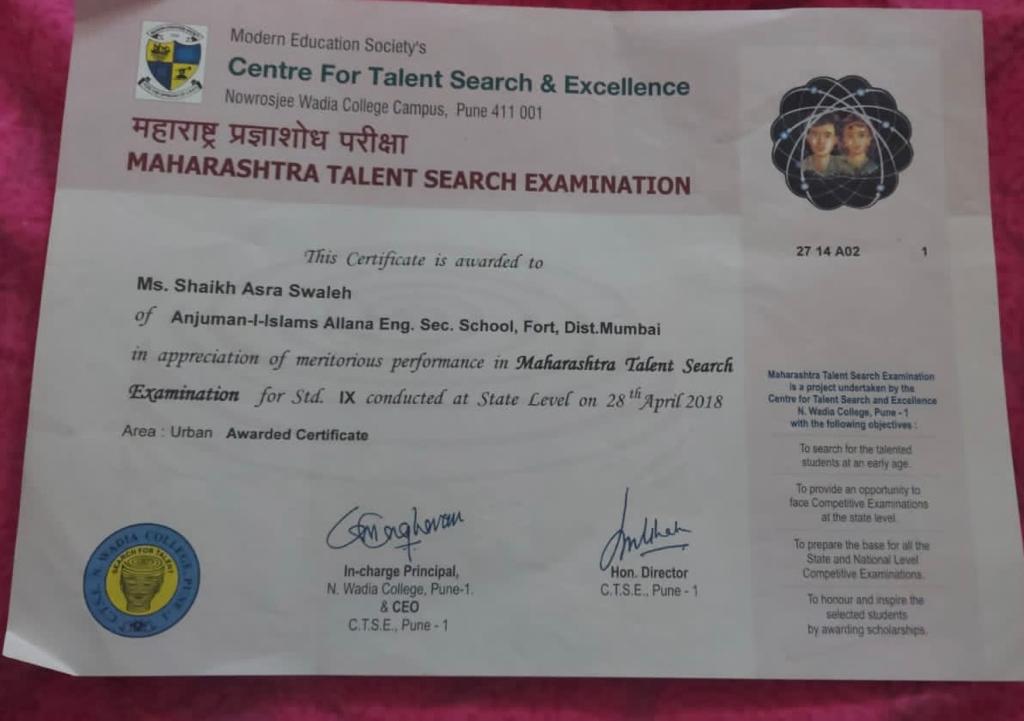 Modern Education Society's
Centre For Talent Search & Excellence
Nowrosjee Wadia College Campus, Pune 411 001
महाराष्ट्र प्रज्ञाशोध परीक्षा
MAHARASHTRA TALENT SEARCH EXAMINATION
27 14 A02 1
This Certificate is awarded to
Ms. Shaikh Asra Swaleh
of Anjuman-I-Islams Allana Eng. Sec. School, Fort, Dist.Mumbai
in appreciation of meritorious performance in Maharashtra Talent Search
Examination for Std. IX conducted at State Level on 28th April 2018
Area : Urban Awarded Certificate
In-charge Principal,
N. Wadia College, Pune-1.
& CEO
C.T.S.E., Pune - 1
Hon. Director
C.T.S.E., Pune - 1
Maharashtra Talent Search Examination
is a project undertaken by the
Centre for Talent Search and Excellence
N. Wadia College, Pune - 1
with the following objectives :
To search for the talented
students at an early age.
To provide an opportunity to
face Competitive Examinations
at the state level.
To prepare the base for all the
State and National Level
Competitive Examinations.
To honour and inspire the
selected students
by awarding scholarships.
C.T.S.E. N. WADIA COLLEGE, PUNE 1
SEARCH FOR TALENT